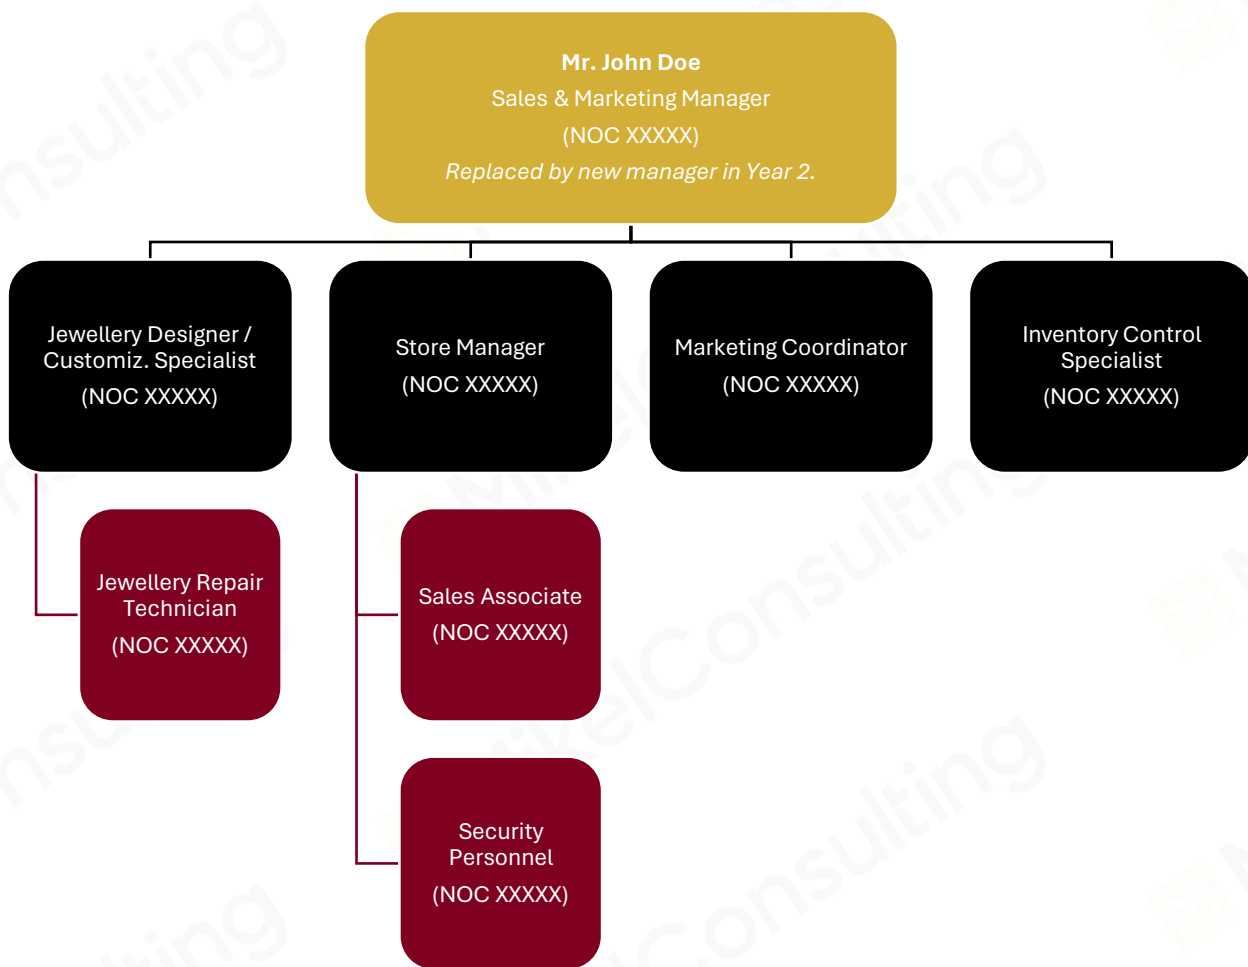 Mr. John Doe
Sales & Marketing Manager
(NOC XXXXX)
Replaced by new manager in Year 2.
Jewellery Designer /
Customiz. Specialist
(NOC XXXXX)
Store Manager
(NOC XXXXX)
Marketing Coordinator
(NOC XXXXX)
Inventory Control
Specialist
(NOC XXXXX)
Jewellery Repair
Technician
(NOC XXXXX)
Sales Associate
(NOC XXXXX)
Security
Personnel
(NOC XXXXX)
MikelConsulting